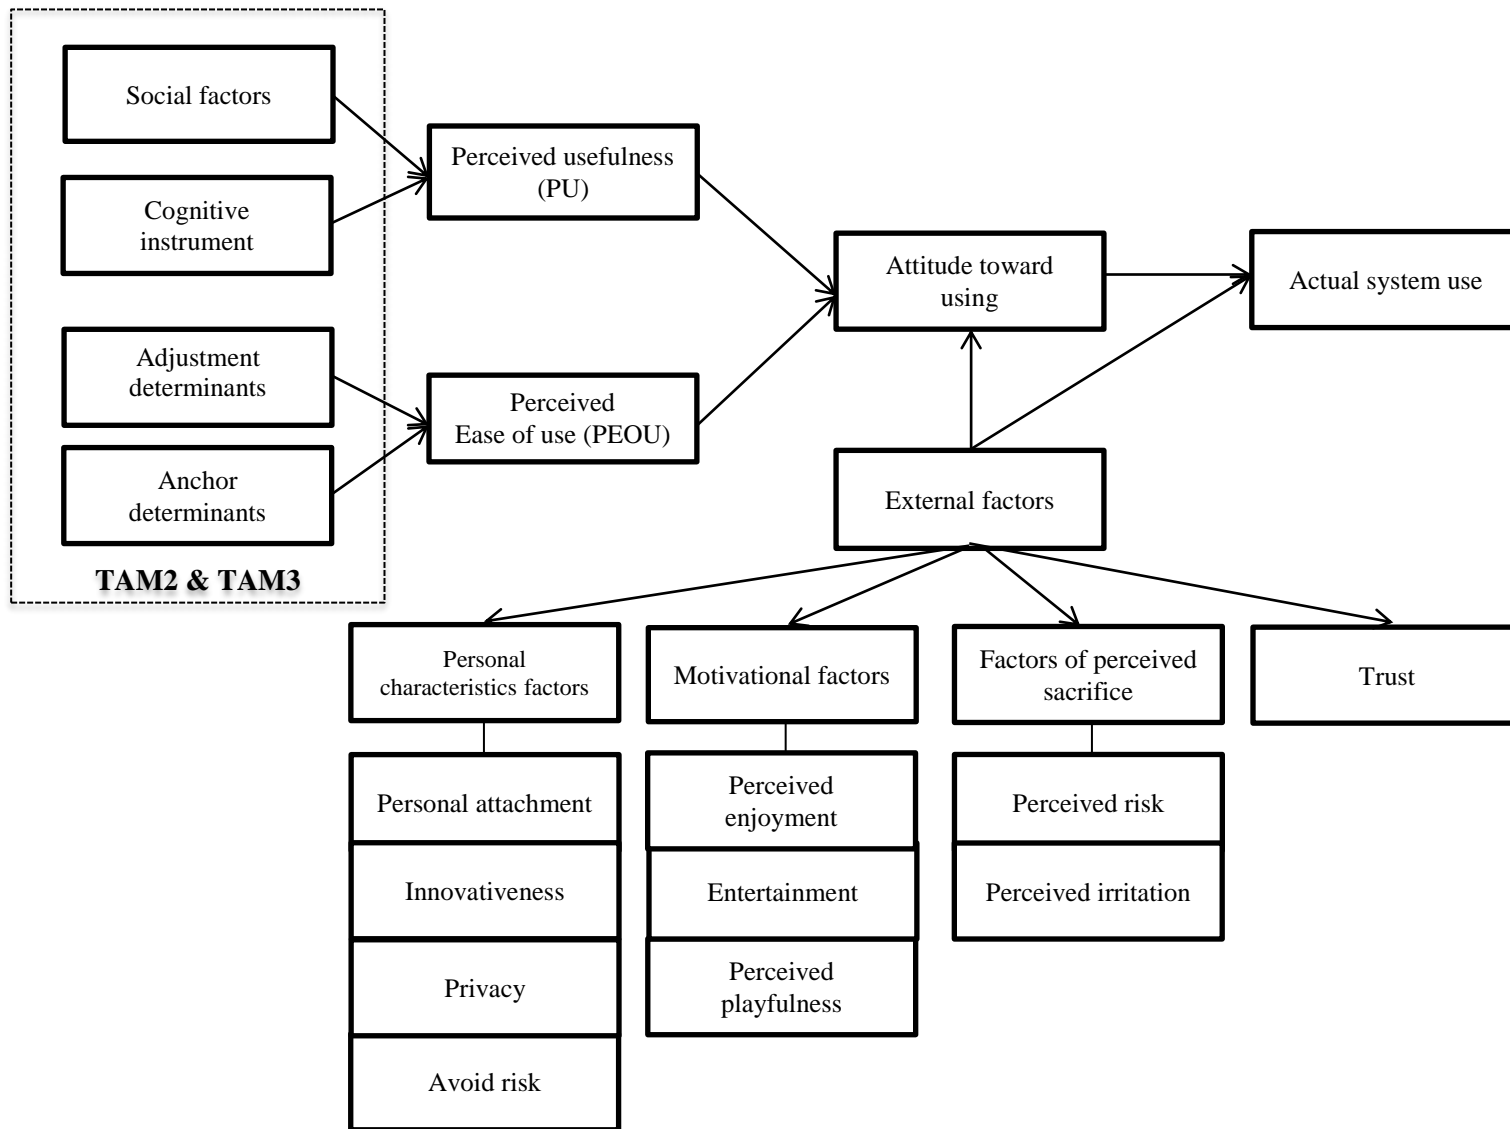 Social factors
Cognitive
instrument
Adjustment
determinants
Anchor
determinants
TAM2 & TAM3
Perceived usefulness
(PU)
Perceived
Ease of use (PEOU)
Attitude toward
using
Actual system use
External factors
Personal
characteristics factors
Motivational factors
Factors of perceived
sacrifice
Trust
Personal attachment
Innovativeness
Privacy
Avoid risk
Perceived
enjoyment
Entertainment
Perceived
playfulness
Perceived risk
Perceived irritation